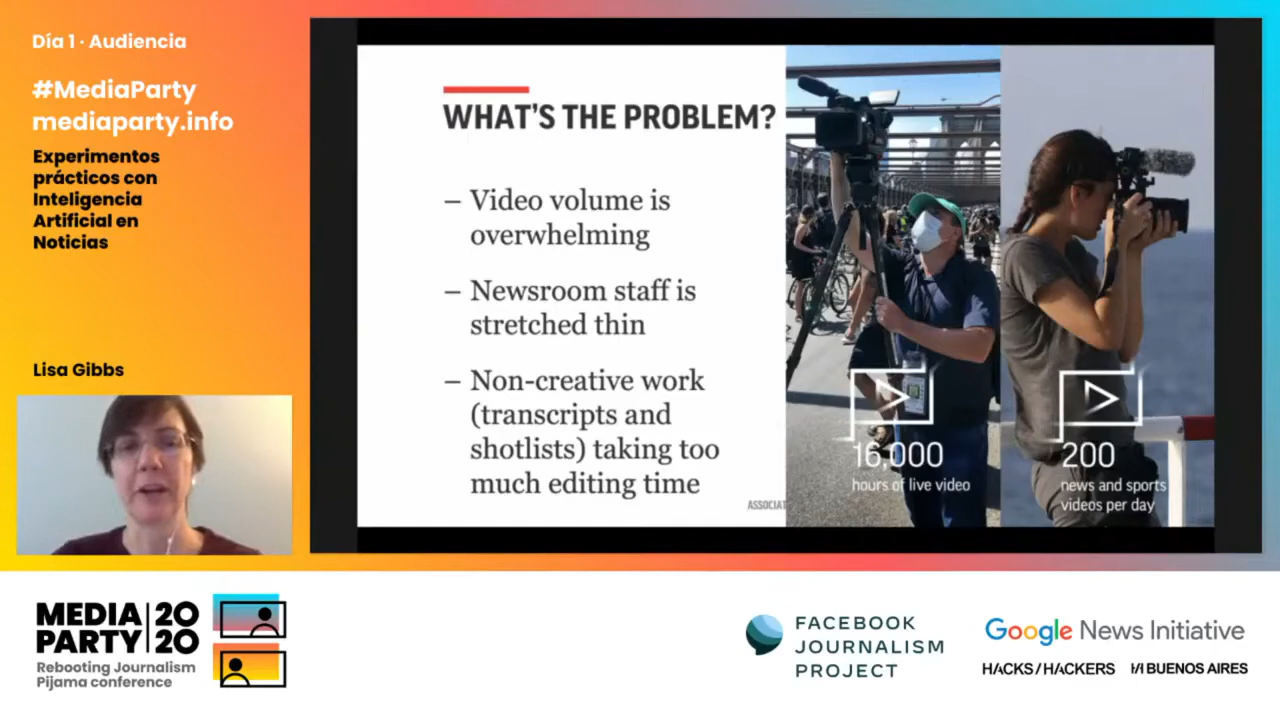 Día 1 · Audiencia
#MediaParty
mediaparty.info
Experimentos
prácticos con
Inteligencia
Artificial en
Noticias
Lisa Gibbs
WHAT'S THE PROBLEM?
– Video volume is
overwhelming
– Newsroom staff is
stretched thin
– Non-creative work
(transcripts and
shotlists) taking too
much editing time
ASSOCIAT
16,000
hours of live video
200
news and sports
videos per day
MEDIA 20
PARTY 20
Rebooting Journalism
Pijama conference
FACEBOOK
JOURNALISM
PROJECT
Google News Initiative
HACKS/HACKERS
H/H BUENOS AIRES